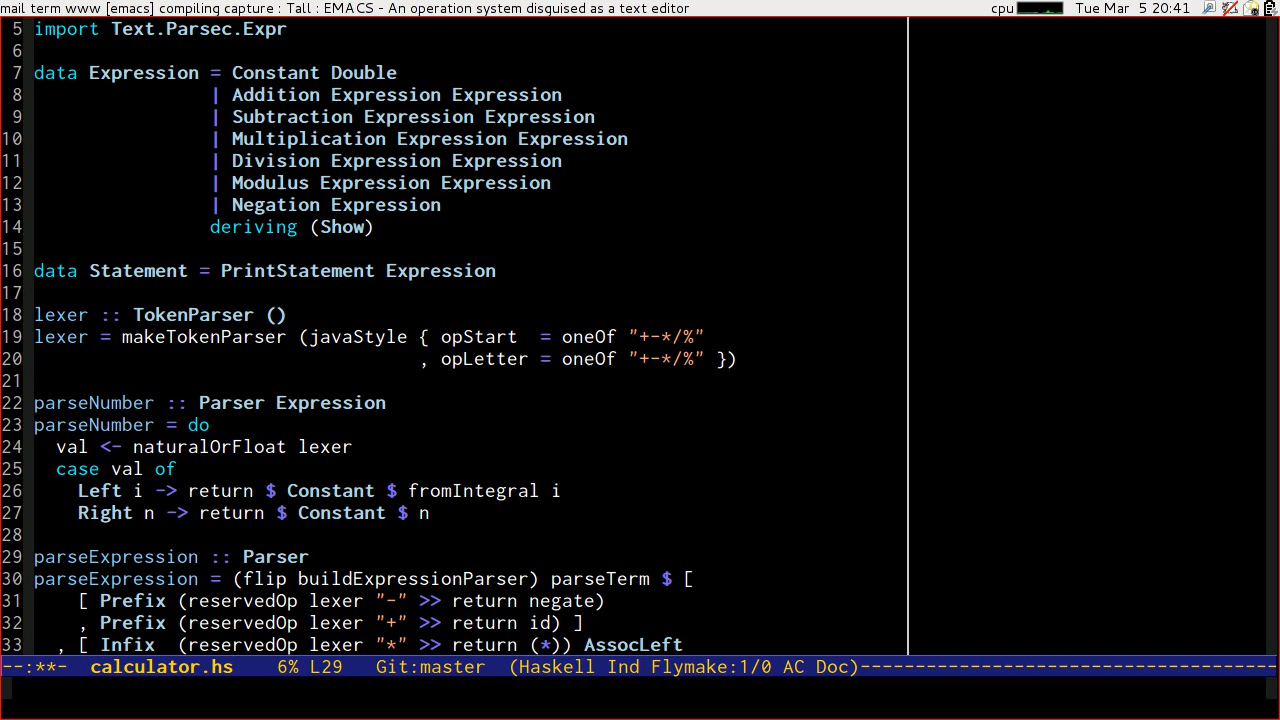 mail term www [emacs] compiling capture : Tall : EMACS - An operation system disguised as a text editor cpu Tue Mar 5 20:41
5 import Text.Parsec.Expr
6
7 data Expression = Constant Double
8 | Addition Expression Expression
9 | Subtraction Expression Expression
10 | Multiplication Expression Expression
11 | Division Expression Expression
12 | Modulus Expression Expression
13 | Negation Expression
14 deriving (Show)
15
16 data Statement = PrintStatement Expression
17
18 lexer :: TokenParser ()
19 lexer = makeTokenParser (javaStyle { opStart  = oneOf "+-*/%"
20 , opLetter = oneOf "+-*/%" })
21
22 parseNumber :: Parser Expression
23 parseNumber = do
24 val <- naturalOrFloat lexer
25 case val of
26 Left i -> return $ Constant $ fromIntegral i
27 Right n -> return $ Constant $ n
28
29 parseExpression :: Parser
30 parseExpression = (flip buildExpressionParser) parseTerm $ [
31 [ Prefix (reservedOp lexer "-" >> return negate)
32 , Prefix (reservedOp lexer "+" >> return id) ]
33 , [ Infix  (reservedOp lexer "*" >> return (*)) AssocLeft
--:**-  calculator.hs    6% L29   Git:master  (Haskell Ind Flymake:1/0 AC Doc)--------------------------------------